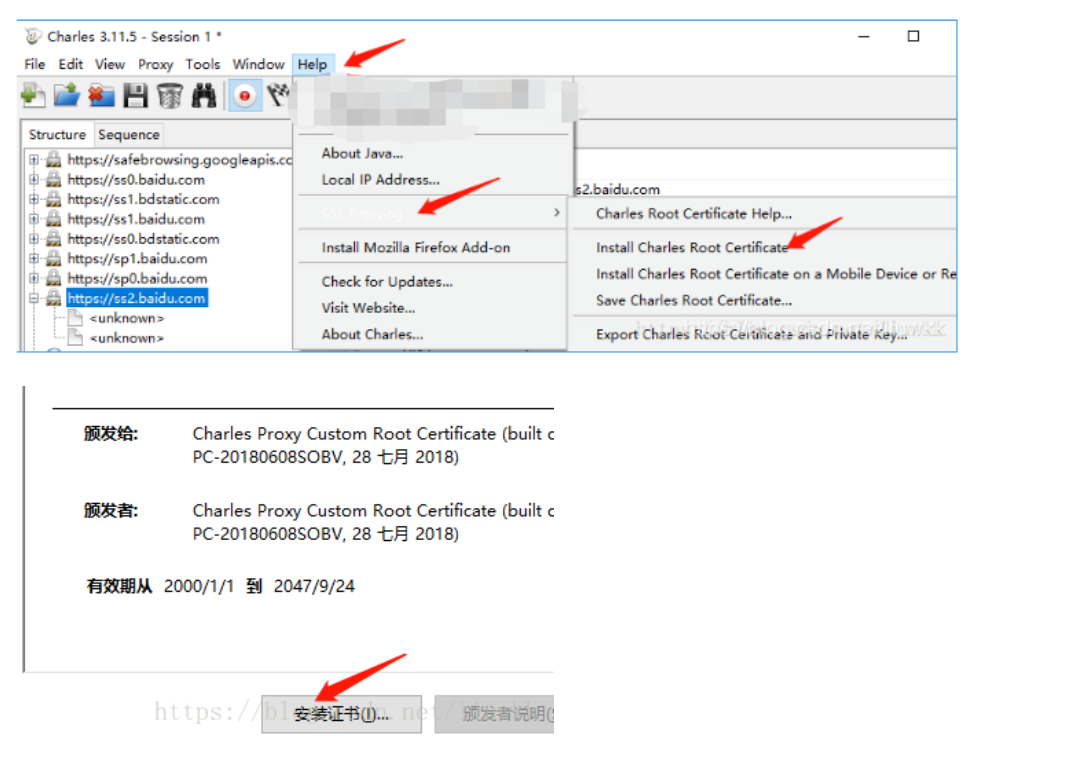 Charles 3.11.5 - Session 1 *
File Edit View Proxy Tools Window Help
Structure Sequence
https://safebrowsing.googleapis.co
https://ss0.baidu.com
https://ss1.bdstatic.com
https://ss1.baidu.com
https://ss0.bdstatic.com
https://sp1.baidu.com
https://sp0.baidu.com
https://ss2.baidu.com
<unknown>
<unknown>
About Java...
Local IP Address...
SSL Proxying
Install Mozilla Firefox Add-on
Check for Updates...
Visit Website...
About Charles...
s2.baidu.com
Charles Root Certificate Help...
Install Charles Root Certificate
Install Charles Root Certificate on a Mobile Device or Re
Save Charles Root Certificate...
Export Charles Root Certificate and Private Key...
颁发给: Charles Proxy Custom Root Certificate (built o
PC-20180608SOBV, 28 七月 2018)
颁发者: Charles Proxy Custom Root Certificate (built o
PC-20180608SOBV, 28 七月 2018)
有效期从 2000/1/1 到 2047/9/24
安装证书(I)... 颁发者说明(